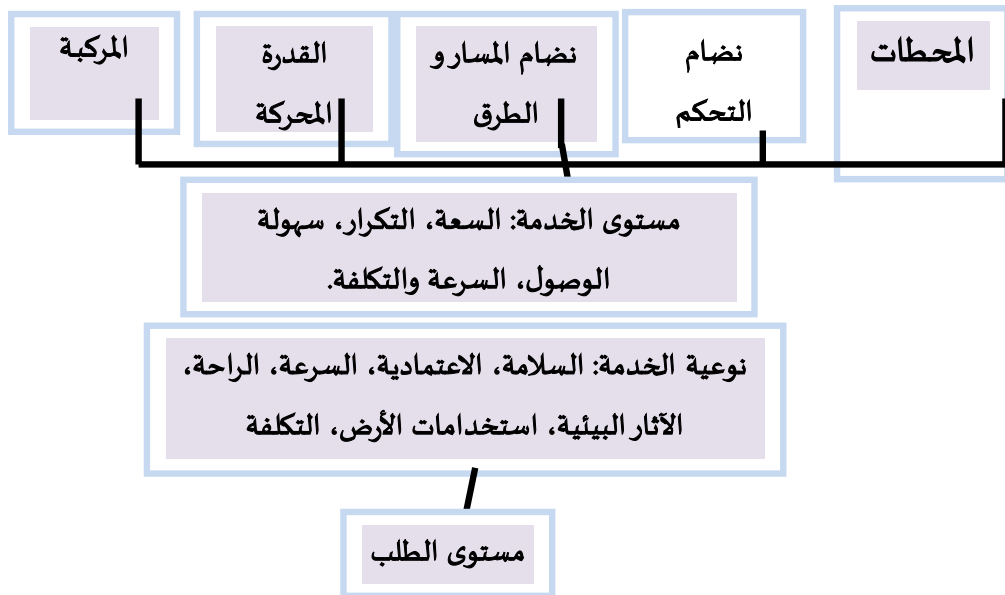 المحطات
نضام
التحكم
نضام المسار و
الطرق
القدرة
المحركة
المركبة
مستوى الخدمة: السعة، التكرار، سهولة
الوصول، السرعة والتكلفة.
نوعية الخدمة: السلامة، الاعتمادية، السرعة، الراحة،
الآثار البيئية، استخدامات الأرض، التكلفة
مستوى الطلب